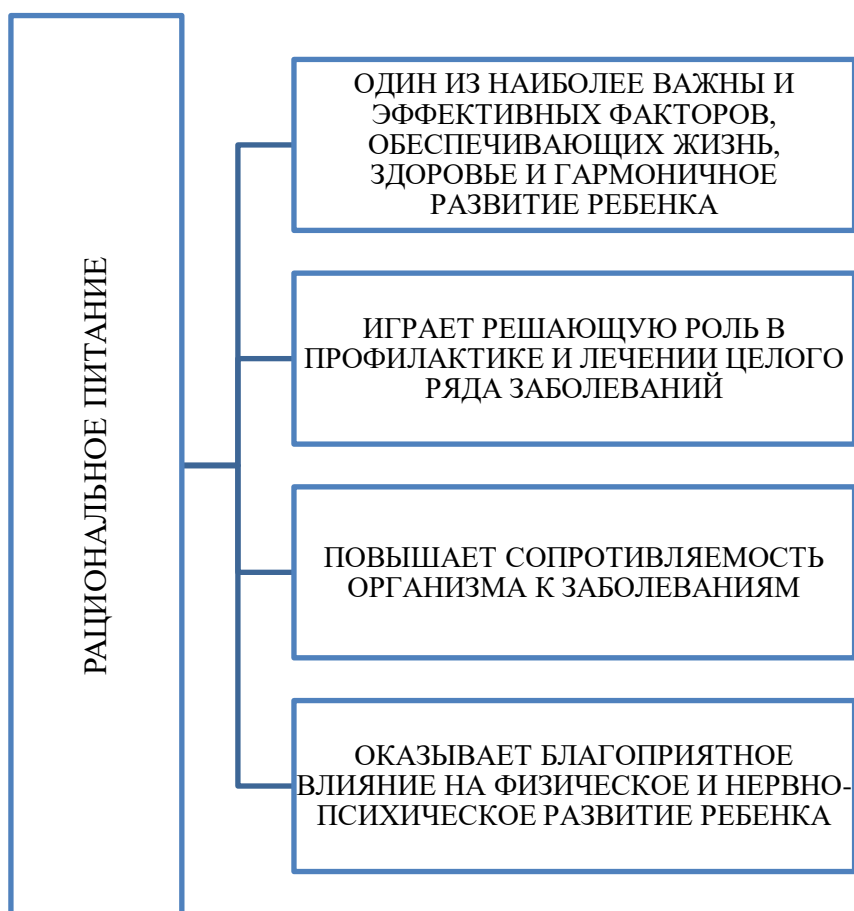 РАЦИОНАЛЬНОЕ ПИТАНИЕ
ОДИН ИЗ НАИБОЛЕЕ ВАЖНЫ И
ЭФФЕКТИВНЫХ ФАКТОРОВ,
ОБЕСПЕЧИВАЮЩИХ ЖИЗНЬ,
ЗДОРОВЬЕ И ГАРМОНИЧНОЕ
РАЗВИТИЕ РЕБЕНКА
ИГРАЕТ РЕШАЮЩУЮ РОЛЬ В
ПРОФИЛАКТИКЕ И ЛЕЧЕНИИ ЦЕЛОГО
РЯДА ЗАБОЛЕВАНИЙ
ПОВЫШАЕТ СОПРОТИВЛЯЕМОСТЬ
ОРГАНИЗМА К ЗАБОЛЕВАНИЯМ
ОКАЗЫВАЕТ БЛАГОПРИЯТНОЕ
ВЛИЯНИЕ НА ФИЗИЧЕСКОЕ И НЕРВНО-
ПСИХИЧЕСКОЕ РАЗВИТИЕ РЕБЕНКА